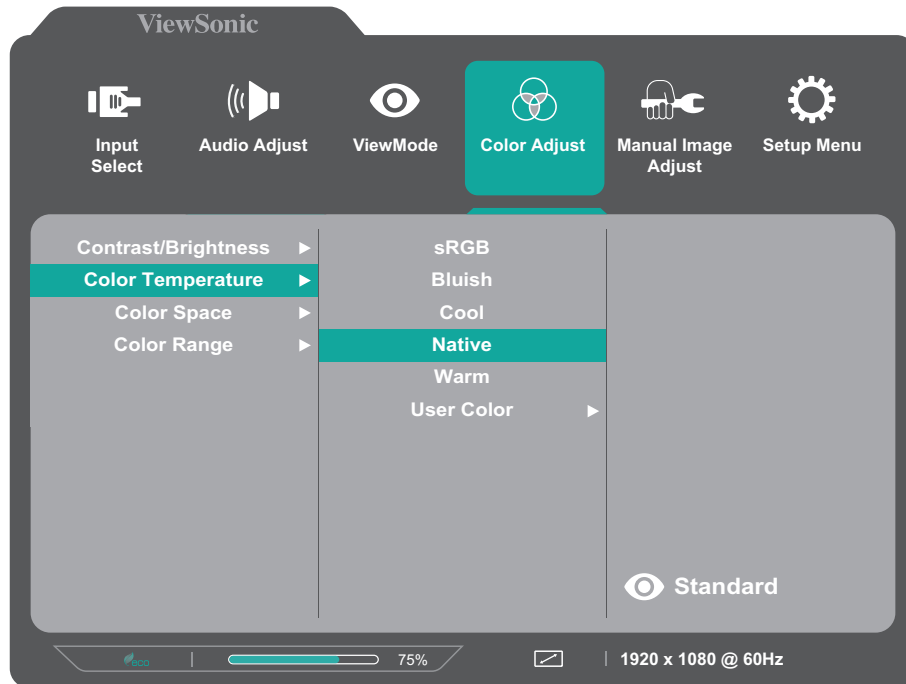 ViewSonic
Input Select
Audio Adjust
ViewMode
Color Adjust
Manual Image Adjust
Setup Menu
Contrast/Brightness
Color Temperature
Color Space
Color Range
sRGB
Bluish
Cool
Native
Warm
User Color
Standard
eco
75%
1920 x 1080 @ 60Hz